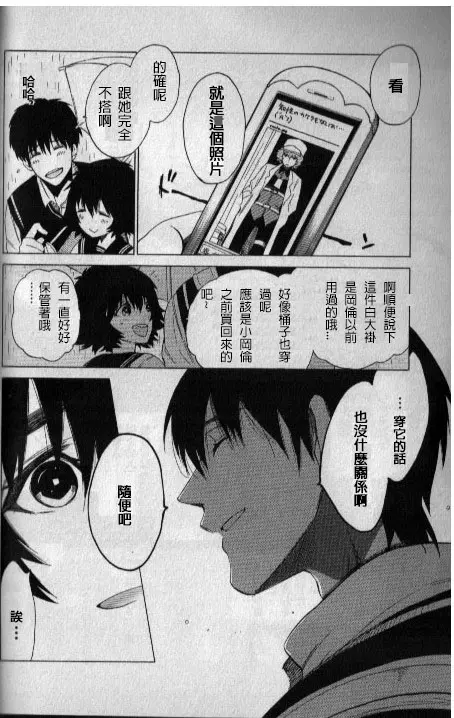 看
就是這個照片
的確呢
跟她完全
不搭啊
哈哈
啊順便說下
這件白大褂
是岡倫以前
用過的哦…
好像桶子也穿
過呢
應該是小岡倫
之前買回來的
吧~
有一直好好
保管著哦
……
…穿它的話
也沒什麼關係啊
隨便吧
誒…